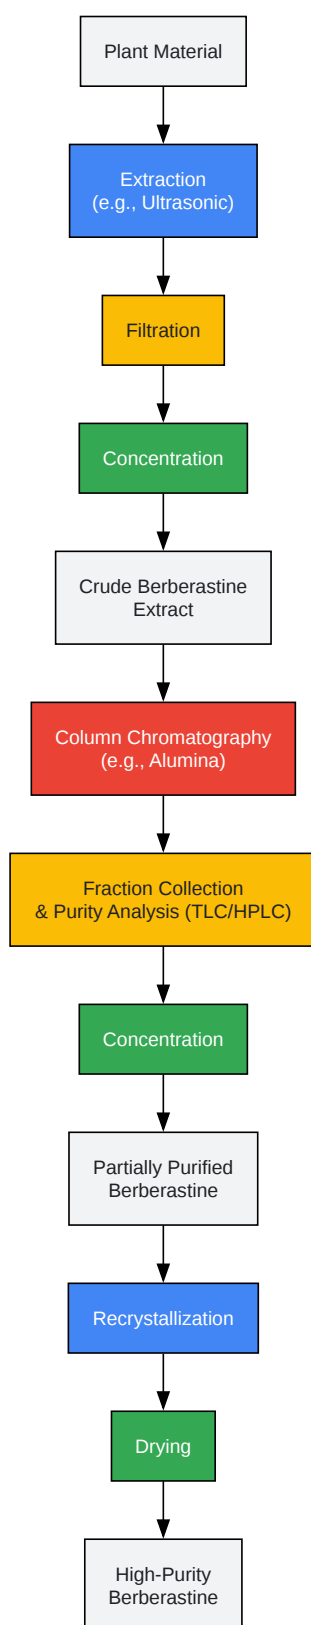 Plant Material
Extraction
(e.g., Ultrasonic)
Filtration
Concentration
Crude Berberastine
Extract
Column Chromatography
(e.g., Alumina)
Fraction Collection
& Purity Analysis (TLC/HPLC)
Concentration
Partially Purified
Berberastine
Recrystallization
Drying
High-Purity
Berberastine